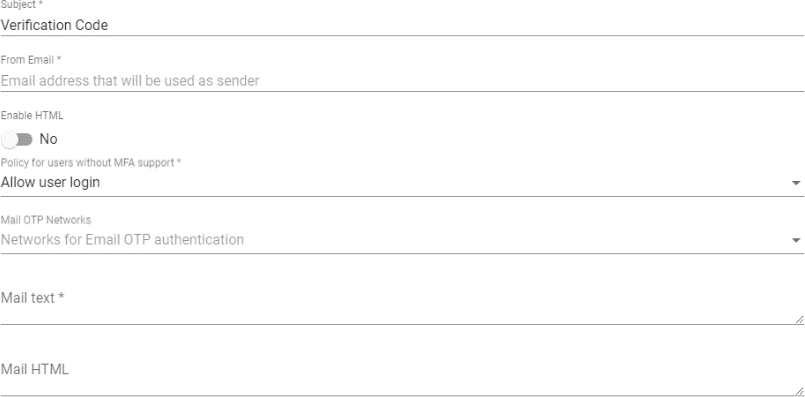 Subject *
Verification Code
From Email *
Email address that will be used as sender
Enable HTML
No
Policy for users without MFA support *
Allow user login
Mail OTP Networks
Networks for Email OTP authentication
Mail text *
Mail HTML